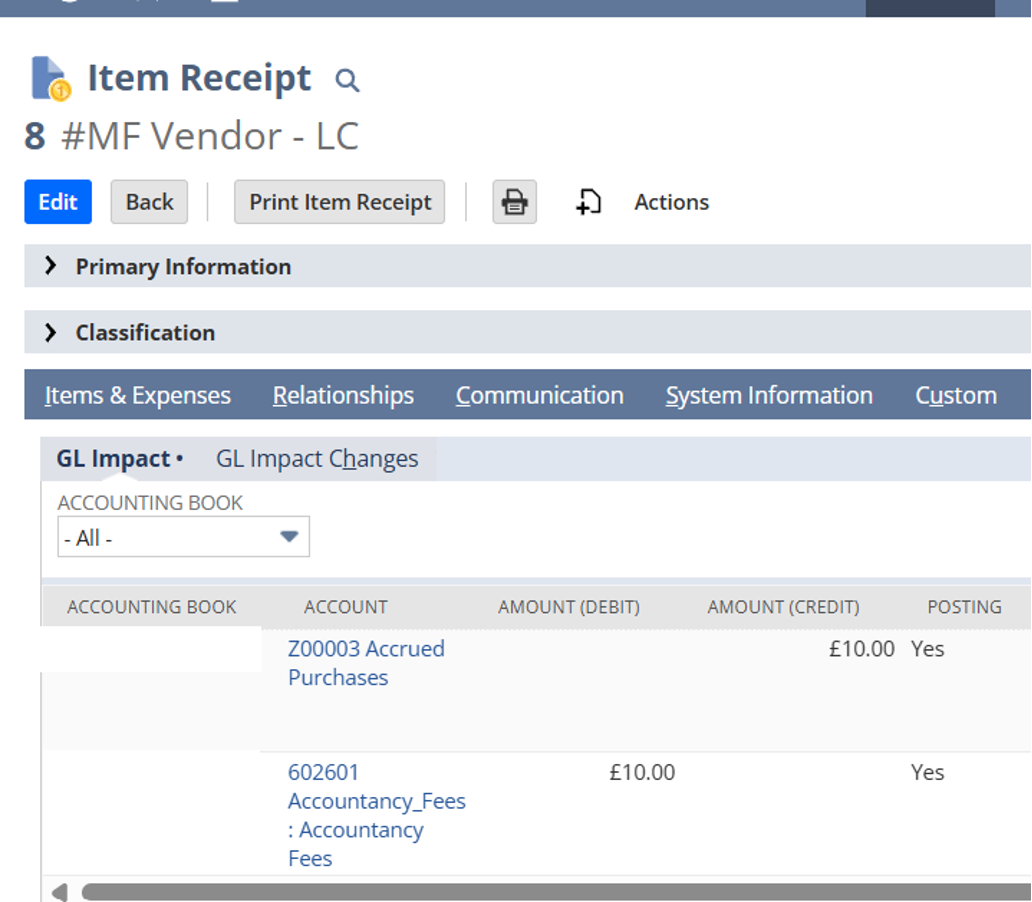 Item Receipt
8 #MF Vendor - LC
Edit Back Print Item Receipt Actions
Primary Information
Classification
Items & Expenses Relationships Communication System Information Custom
GL Impact • GL Impact Changes
ACCOUNTING BOOK
- All -
ACCOUNTING BOOK ACCOUNT AMOUNT (DEBIT) AMOUNT (CREDIT) POSTING
Z00003 Accrued £10.00 Yes
Purchases
602601 £10.00 Yes
Accountancy_Fees
: Accountancy
Fees